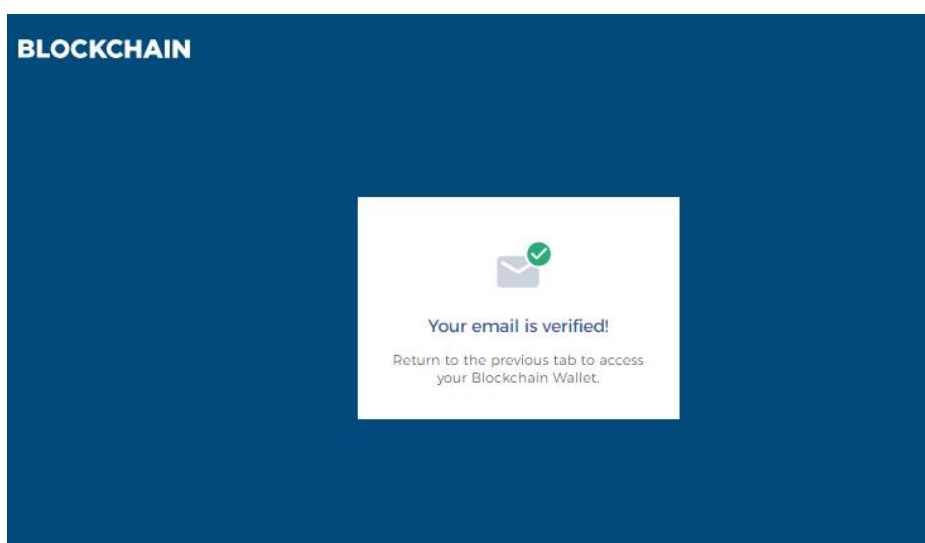 BLOCKCHAIN
Your email is verified!
Return to the previous tab to access
your Blockchain Wallet.